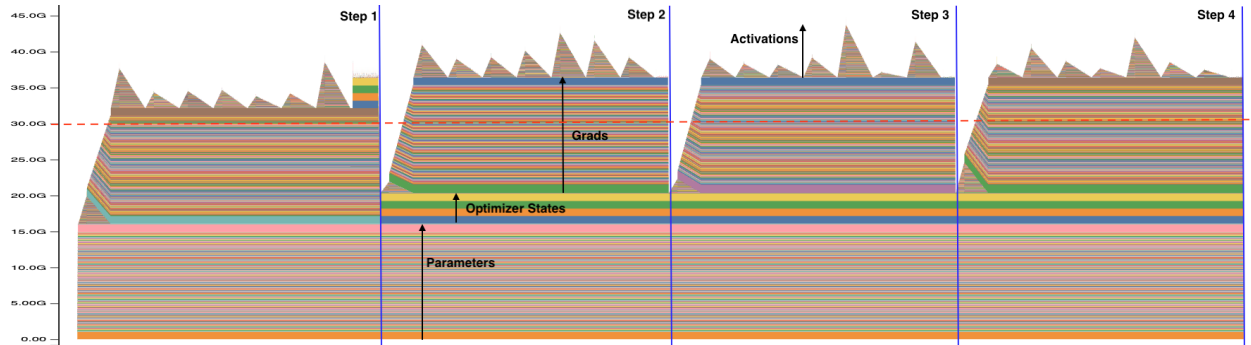 45.0G
Step 1
Step 2
Step 3
Step 4
Activations
40.0G
35.0G
30.0G
Grads
25.0G
20.0G
Optimizer States
15.0G
Parameters
10.0G
5.00G
0.00